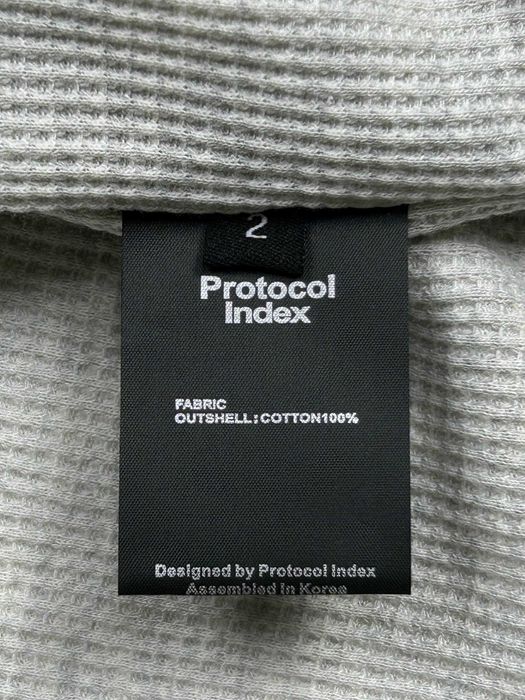 2
Protocol
Index
FABRIC
OUTSHELL:COTTON100%
Designed by Protocol Index
Assembled in Korea